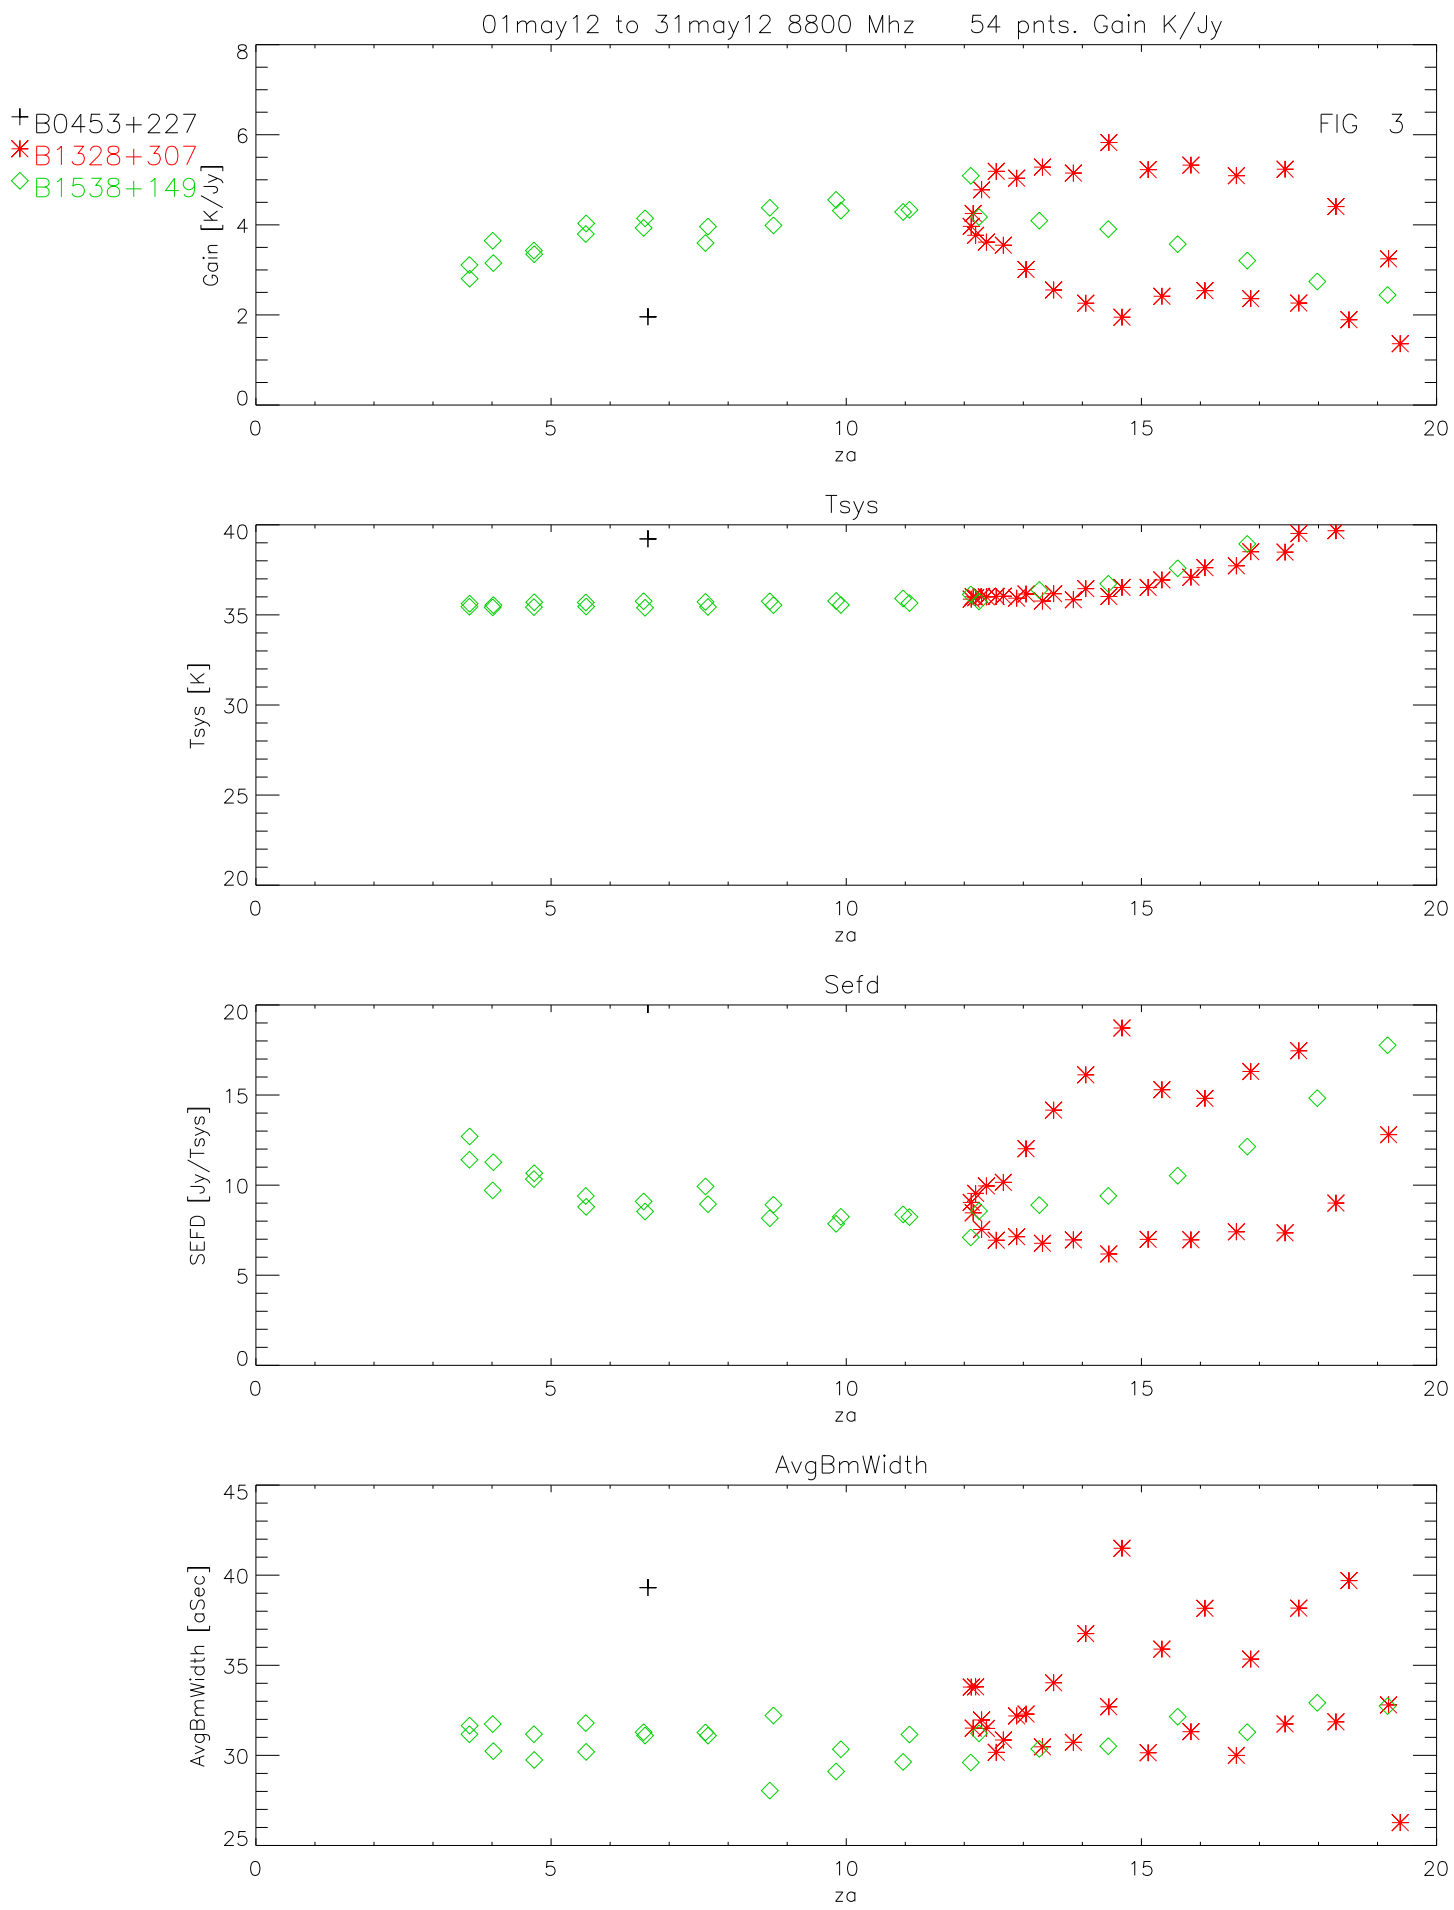 01may12 to 31may12 8800 Mhz 54 pnts. Gain K/Jy
B0453+227
B1328+307
B1538+149
FIG 3
Gain [K/Jy]
8
6
4
2
0
0 5 10 15 20
za
Tsys
Tsys [K]
40
35
30
25
20
0 5 10 15 20
za
Sefd
SEFD [Jy/Tsys]
20
15
10
5
0
0 5 10 15 20
za
AvgBmWidth
AvgBmWidth [aSec]
45
40
35
30
25
0 5 10 15 20
za